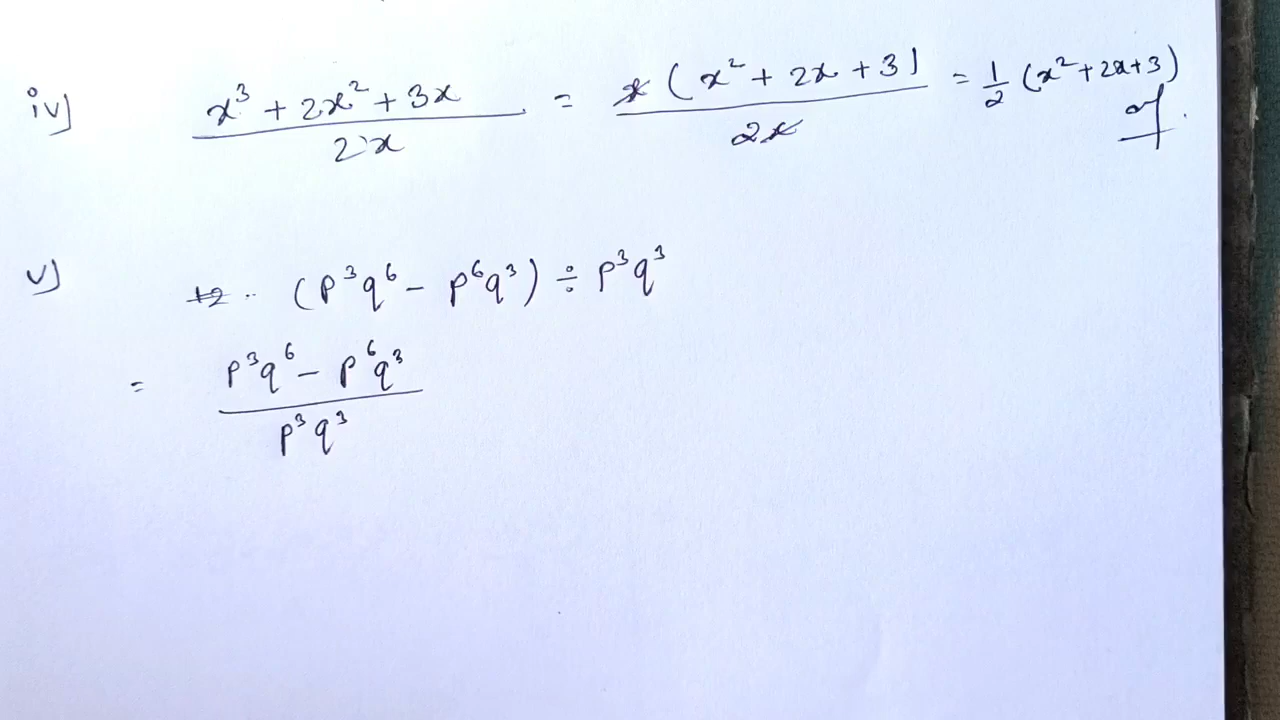 iv) x³ + 2x² + 3x / 2x = x (x² + 2x + 3) / 2x = 1/2 (x² + 2x + 3)
v) (p³q⁶ - p⁶q³) ÷ p³q³
= p³q⁶ - p⁶q³ / p³q³